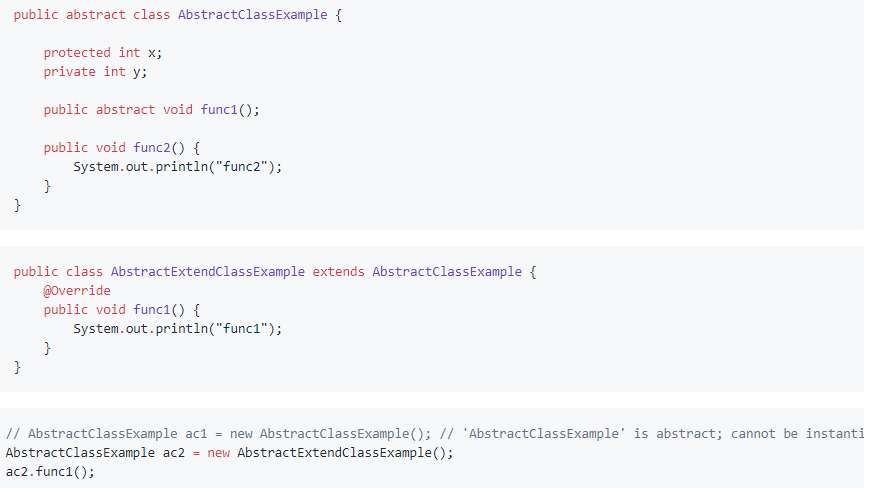 public abstract class AbstractClassExample {
protected int x;
private int y;
public abstract void func1();
public void func2() {
System.out.println("func2");
}
}
public class AbstractExtendClassExample extends AbstractClassExample {
@Override
public void func1() {
System.out.println("func1");
}
}
// AbstractClassExample ac1 = new AbstractClassExample(); // 'AbstractClassExample' is abstract; cannot be instanti
AbstractClassExample ac2 = new AbstractExtendClassExample();
ac2.func1();